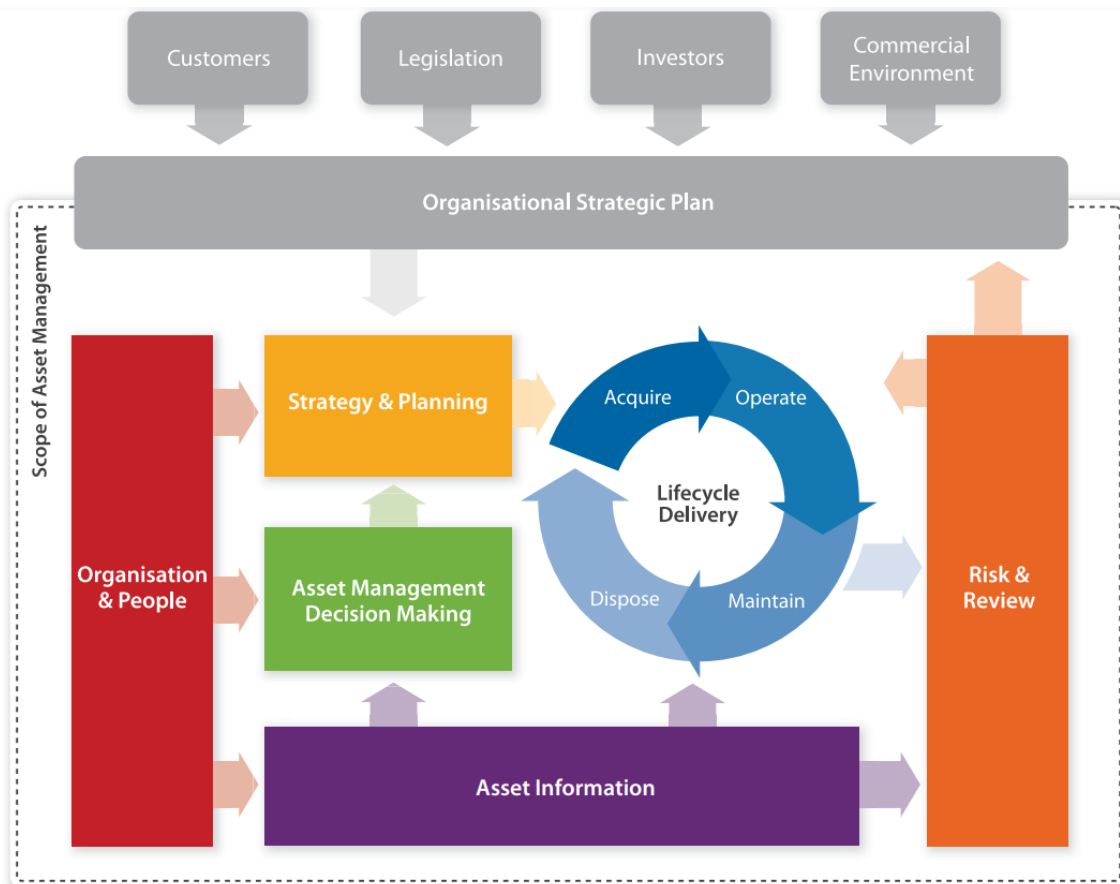 Customers
Legislation
Investors
Commercial
Environment
Organisational Strategic Plan
Scope of Asset Management
Strategy & Planning
Acquire
Operate
Lifecycle
Delivery
Organisation
& People
Asset Management
Decision Making
Dispose
Maintain
Risk &
Review
Asset Information